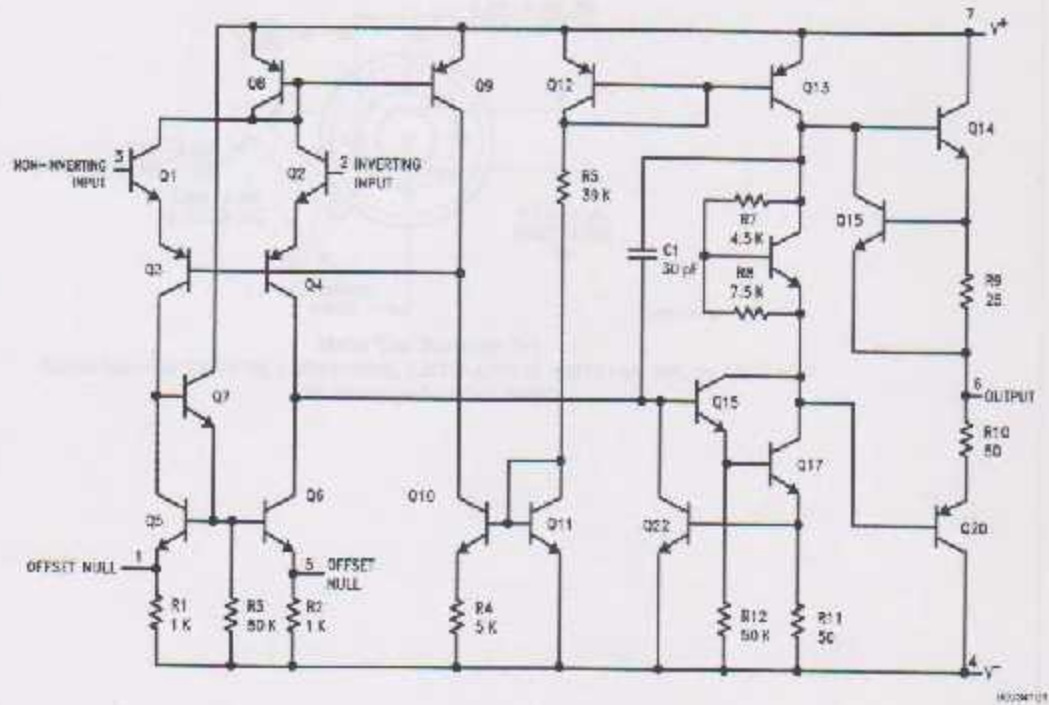 7 V+
Q8
Q9
Q12
Q13
Q14
3
NON-INVERTING
INPUT
Q1
Q2
2 INVERTING
INPUT
R5
39 K
R7
4.5 K
Q15
Q3
Q4
C1
30 pF
R8
7.5 K
R9
25
Q7
Q15
6 OUTPUT
R10
50
Q5
Q6
Q10
Q11
Q22
Q17
Q20
OFFSET NULL 1
5 OFFSET
NULL
R1
1 K
R3
50 K
R2
1 K
R4
5 K
R12
50 K
R11
50
4 V-